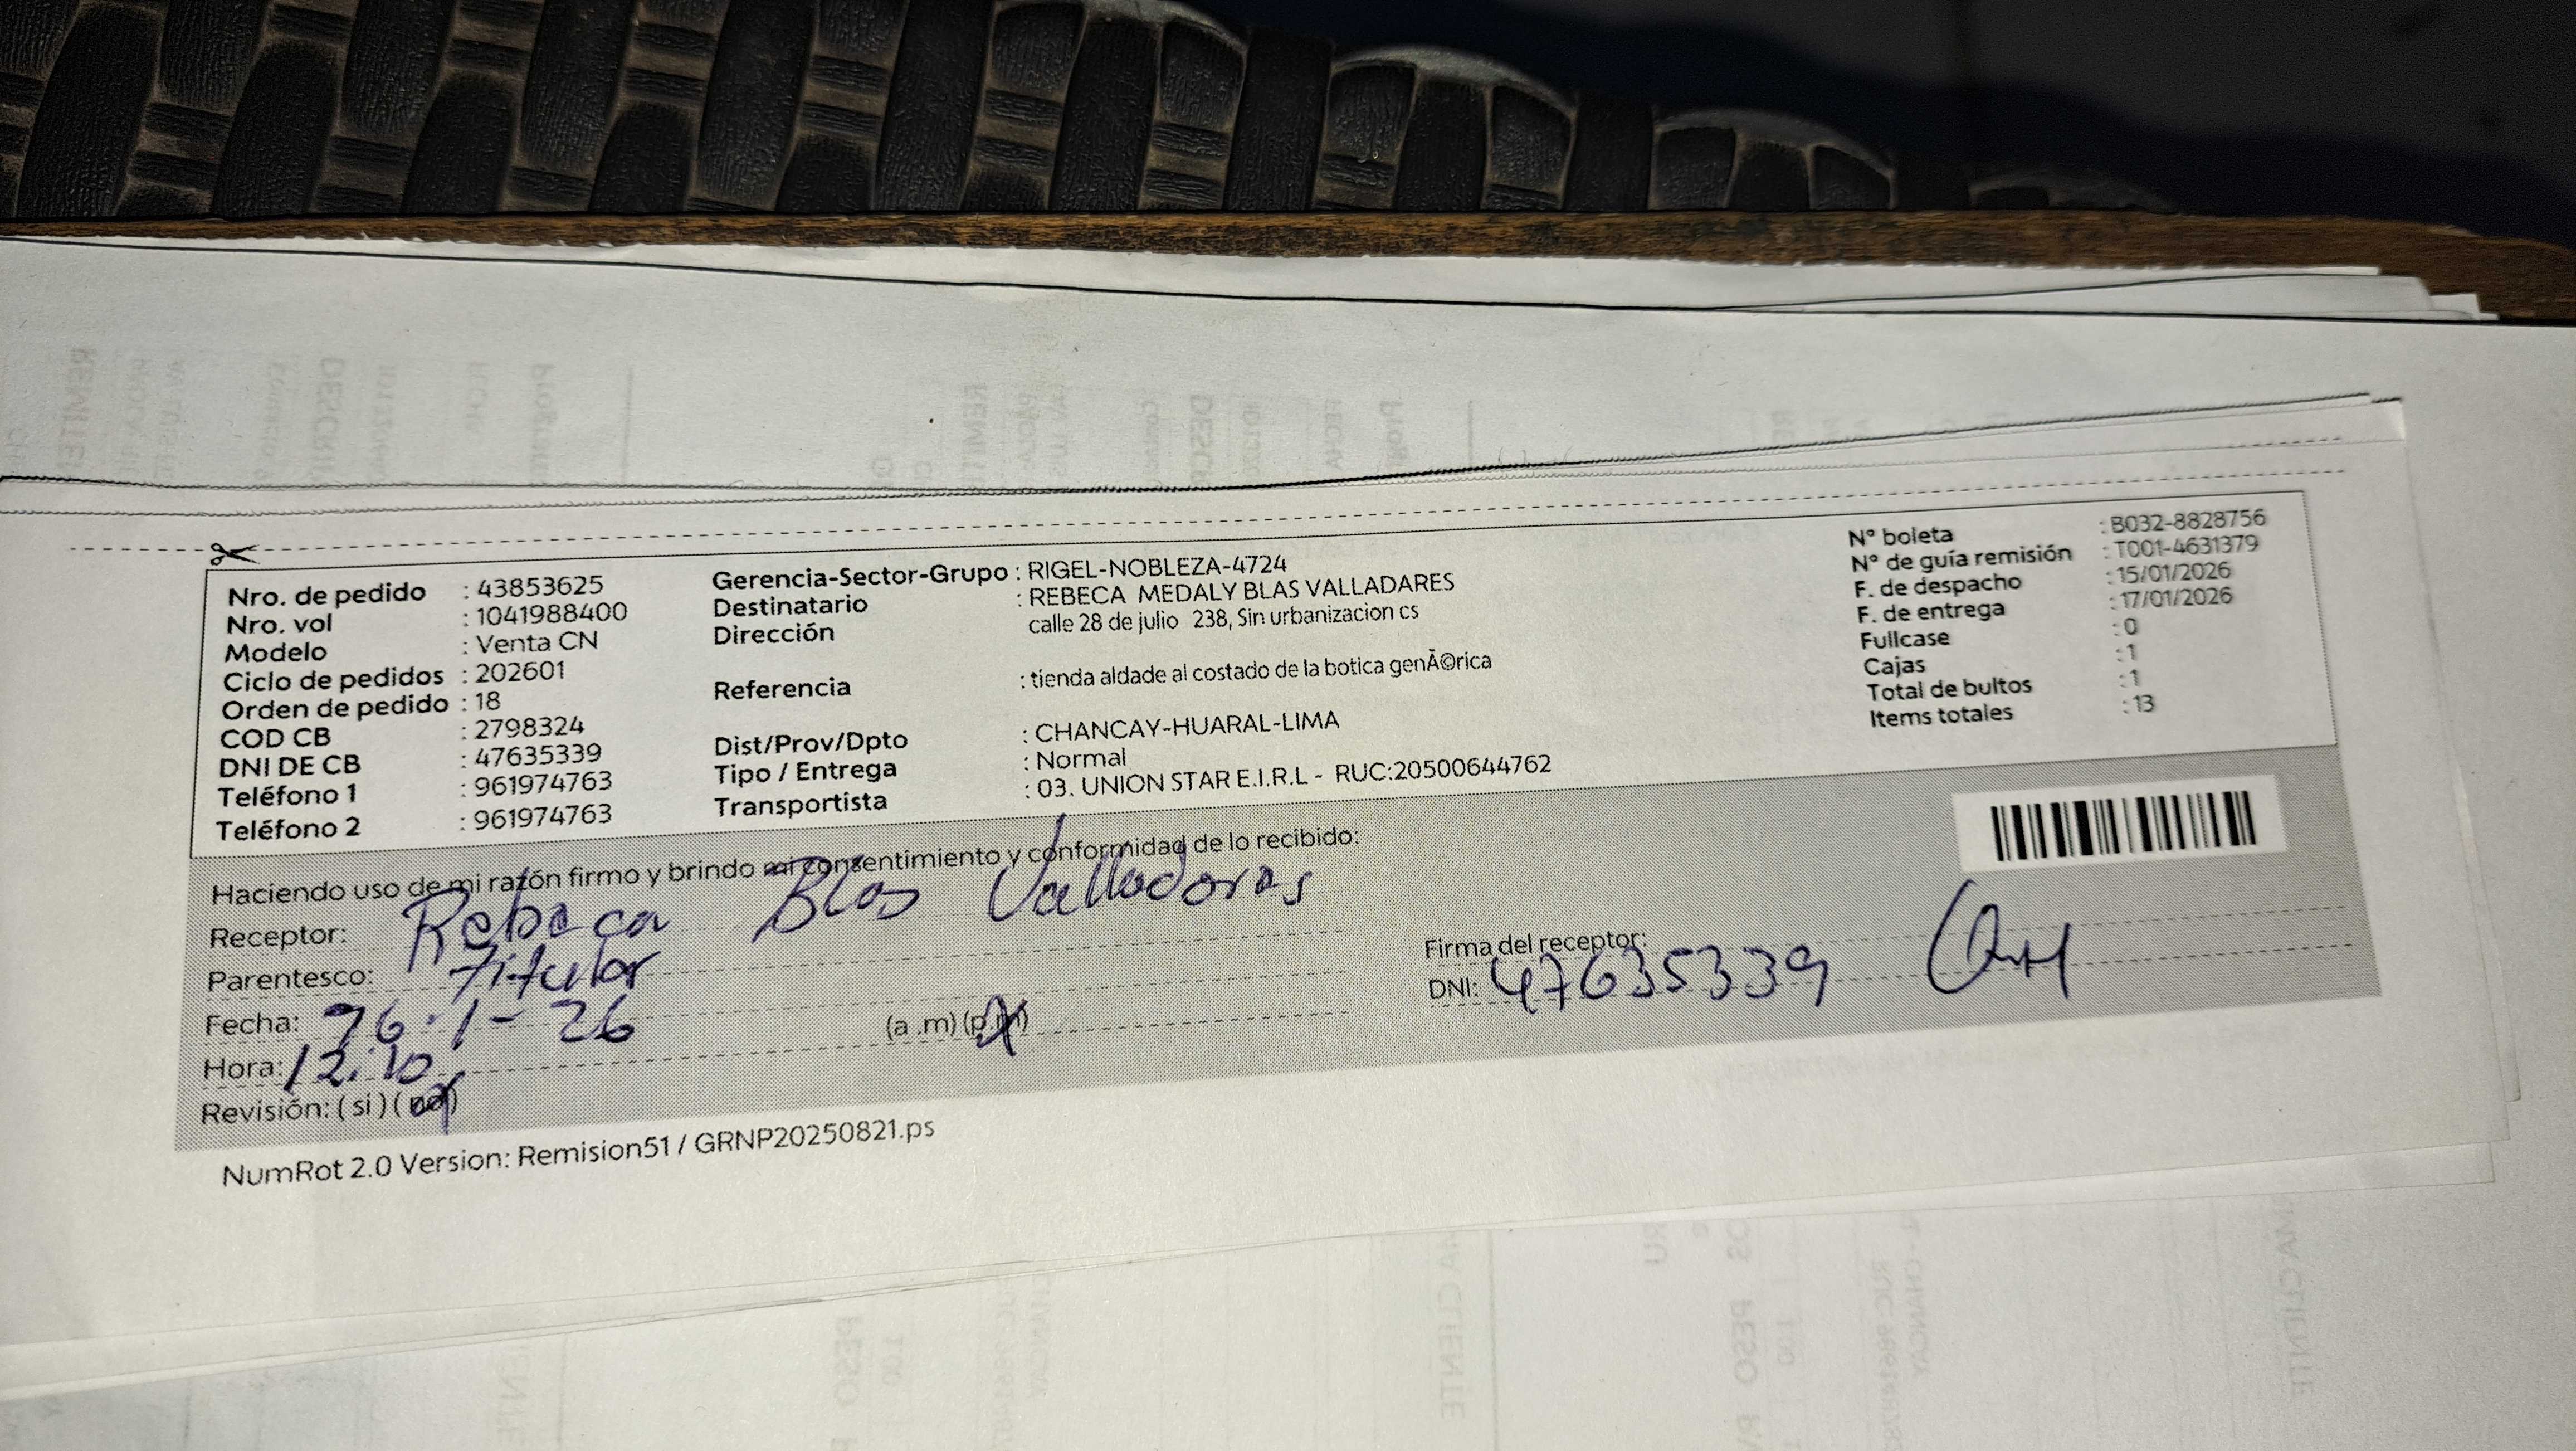 Nro. de pedido : 43853625
Nro. vol : 1041988400
Modelo : Venta CN
Ciclo de pedidos : 202601
Orden de pedido : 18
COD CB : 2798324
DNI DE CB : 47635339
Teléfono 1 : 961974763
Teléfono 2 : 961974763
Gerencia-Sector-Grupo : RIGEL-NOBLEZA-4724
Destinatario : REBECA MEDALY BLAS VALLADARES
Dirección calle 28 de julio 238, Sin urbanizacion cs
Referencia : tienda aldade al costado de la botica genÃ©rica
Dist/Prov/Dpto : CHANCAY-HUARAL-LIMA
Tipo / Entrega : Normal
Transportista : 03. UNION STAR E.I.R.L - RUC:20500644762
N° boleta : B032-8828756
N° de guía remisión : T001-4631379
F. de despacho : 15/01/2026
F. de entrega : 17/01/2026
Fullcase : 0
Cajas : 1
Total de bultos : 1
Items totales : 13
Haciendo uso de mi razón firmo y brindo mi consentimiento y conformidad de lo recibido:
Receptor: Rebeca Blas Valladares
Parentesco: Titular
Fecha: 1-26
Hora: 12:10 (a .m) (p.m)
Revisión: ( si ) ( no )
Firma del receptor:
DNI: 47635339
NumRot 2.0 Version: Remision51 / GRNP20250821.ps